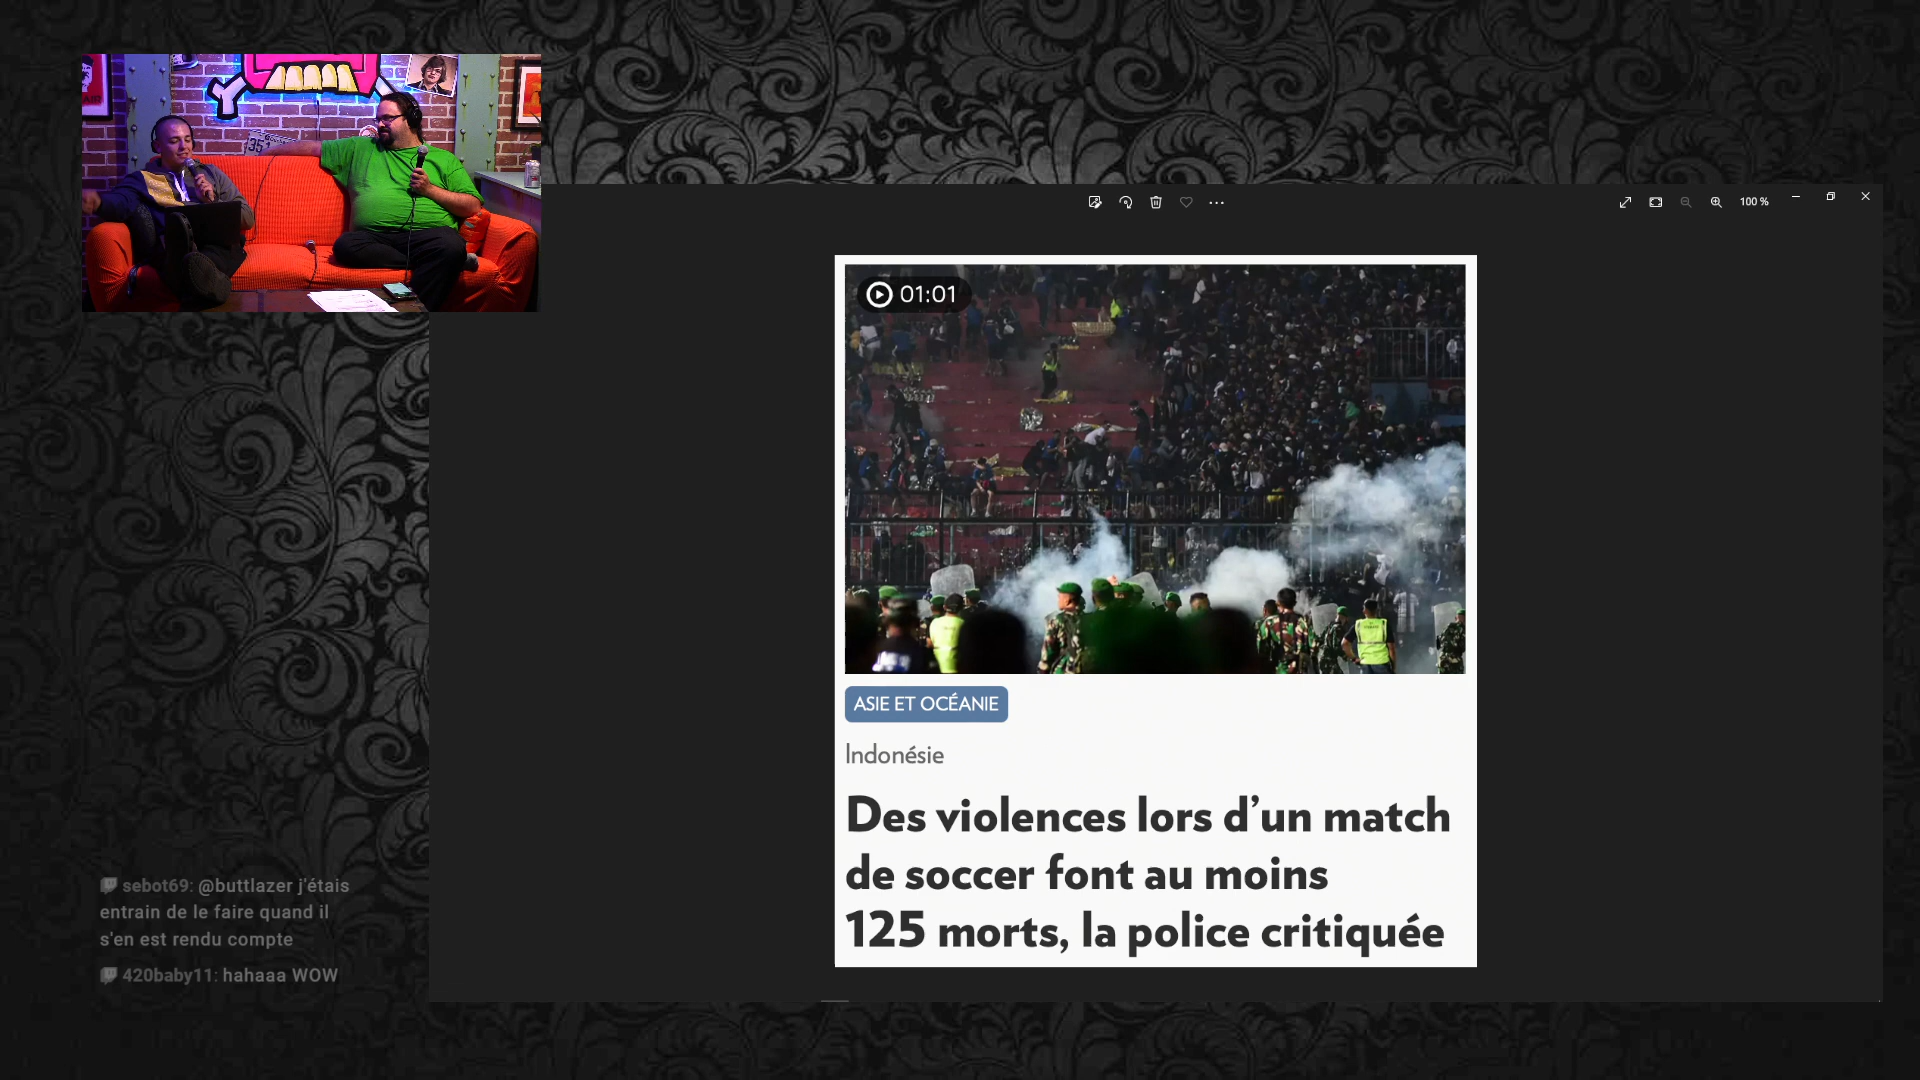 100 %
01:01
ASIE ET OCÉANIE
Indonésie
Des violences lors d’un match
de soccer font au moins
125 morts, la police critiquée
sebot69: @buttlazer j'étais
entrain de le faire quand il
s'en est rendu compte
420baby11: hahaaa WOW